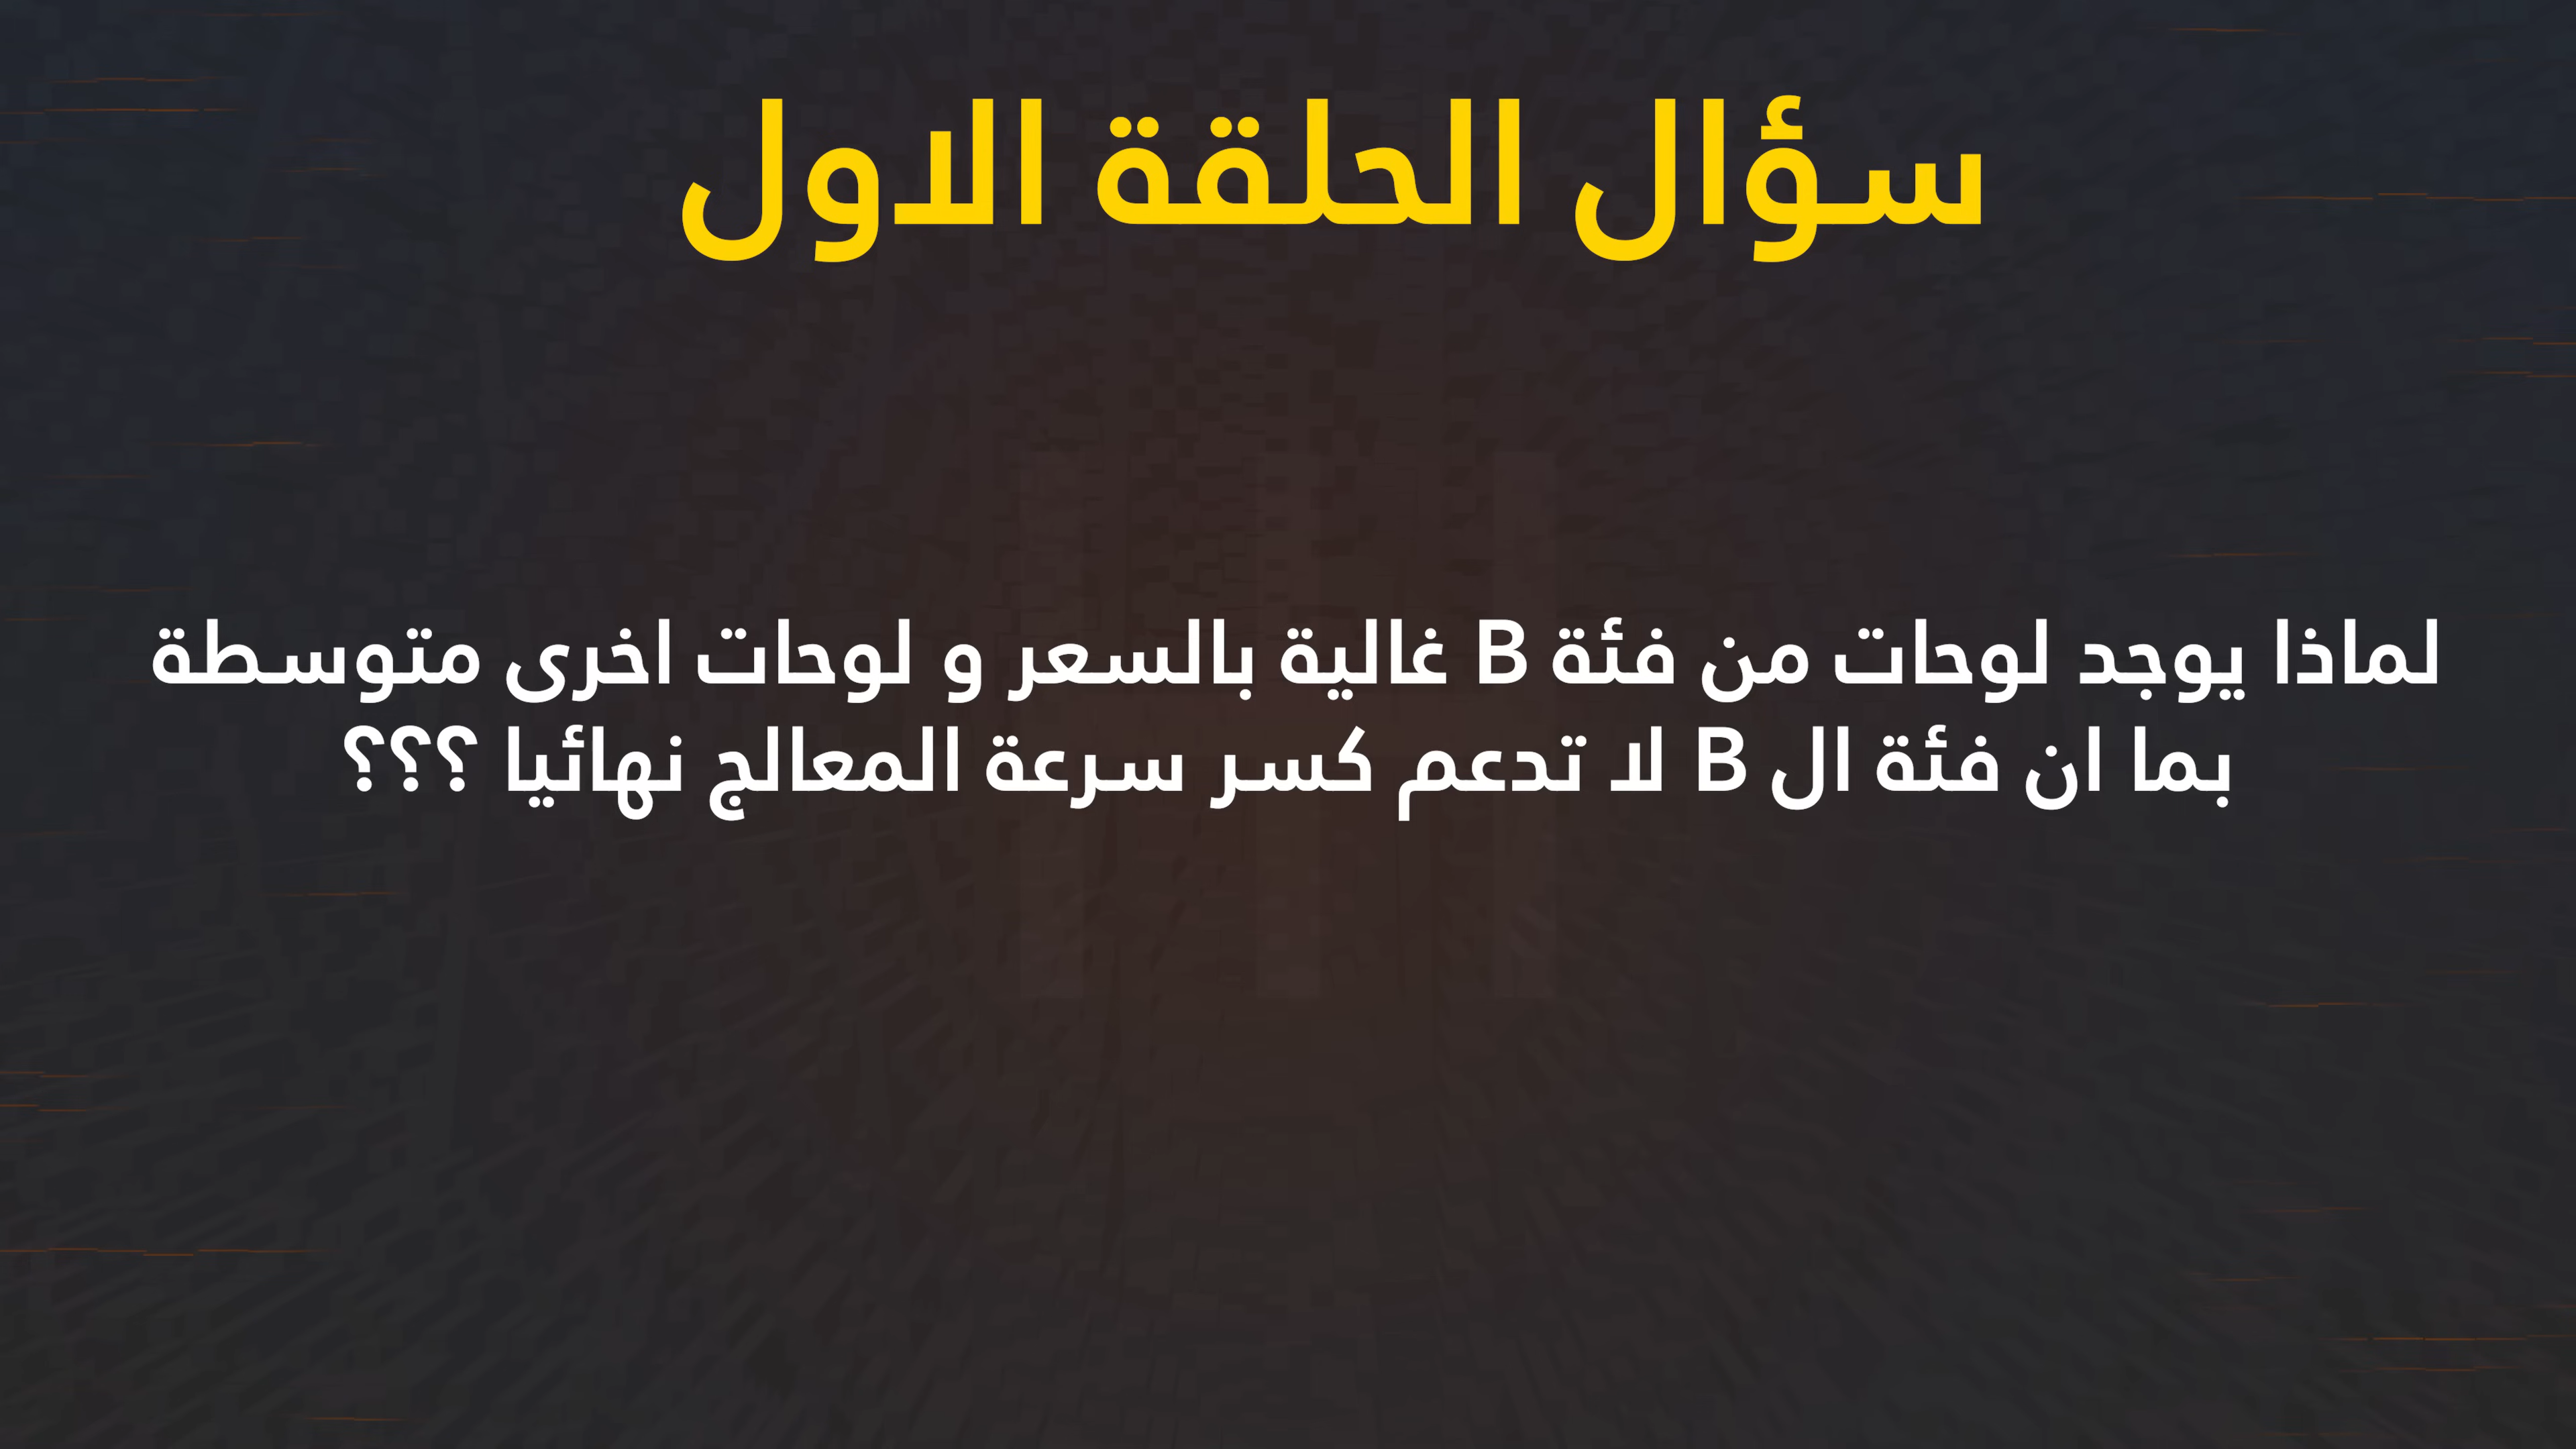 سؤال الحلقة الاول
لماذا يوجد لوحات من فئة B غالية بالسعر و لوحات اخرى متوسطة
بما ان فئة ال B لا تدعم كسر سرعة المعالج نهائيا ؟؟؟